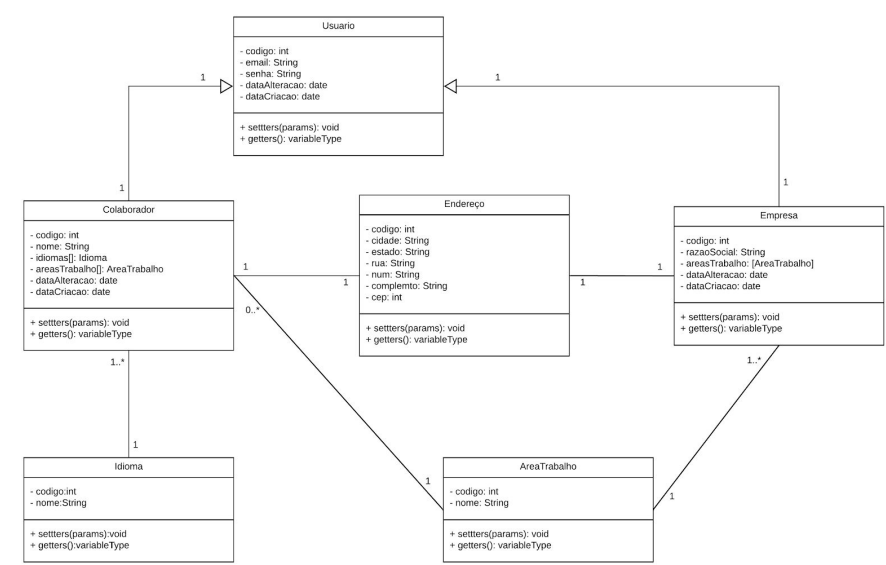 Usuario
- codigo: int
- email: String
- senha: String
- dataAlteracao: date
- dataCriacao: date
+ settters(params): void
+ getters(): variableType
1
1
1
1
Colaborador
- codigo: int
- nome: String
- idiomas[]: Idioma
- areasTrabalho[]: AreaTrabalho
- dataAlteracao: date
- dataCriacao: date
+ settters(params): void
+ getters(): variableType
1
0..*
1..*
1
Endereço
- codigo: int
- cidade: String
- estado: String
- rua: String
- num: String
- complemto: String
- cep: int
+ settters(params): void
+ getters(): variableType
1
1
1
Empresa
- codigo: int
- razaoSocial: String
- areasTrabalho: [AreaTrabalho]
- dataAlteracao: date
- dataCriacao: date
+ settters(params): void
+ getters(): variableType
1..*
1
Idioma
- codigo:int
- nome:String
+ settters(params):void
+ getters():variableType
1
AreaTrabalho
- codigo: int
- nome: String
+ settters(params): void
+ getters(): variableType
1